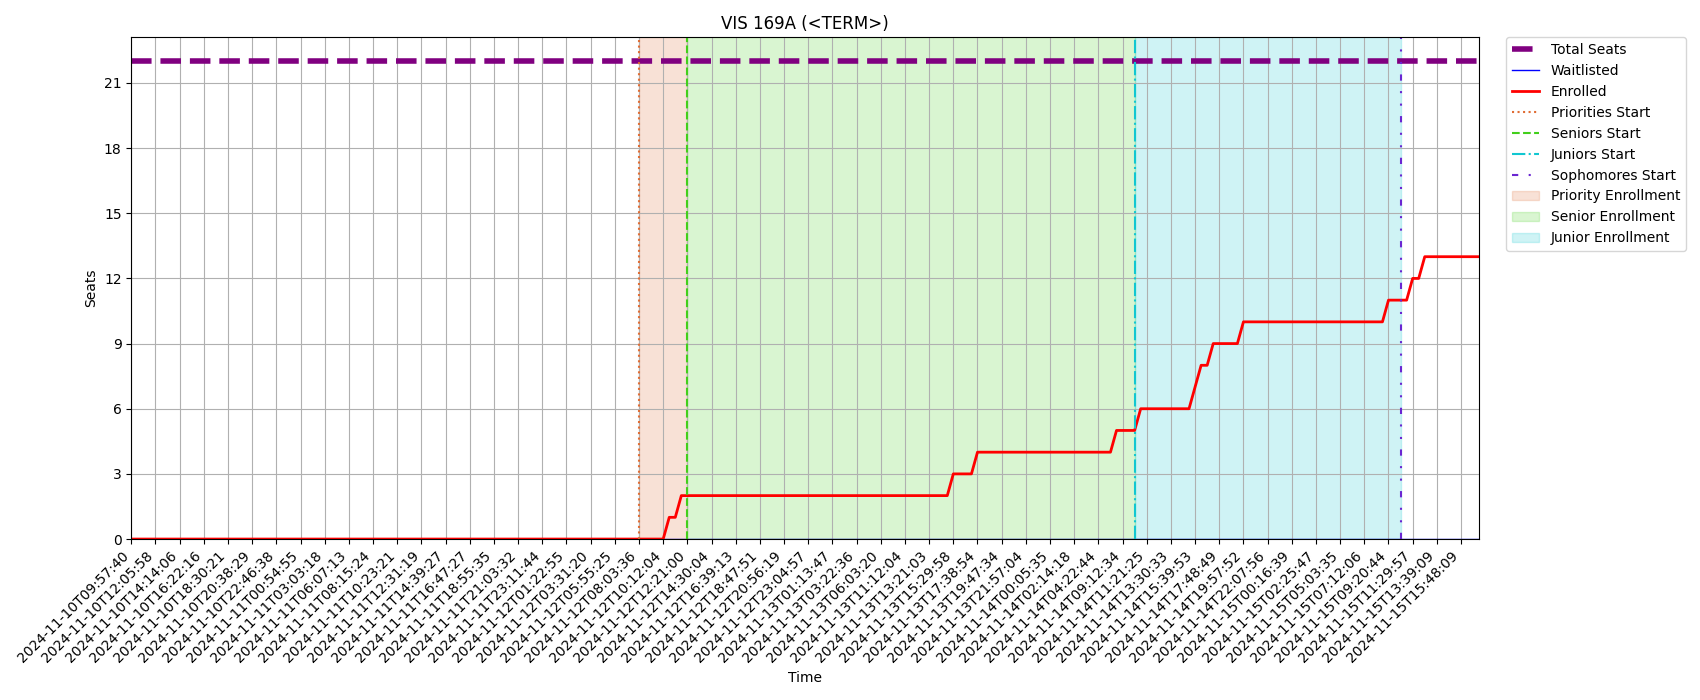 VIS 169A (<TERM>)
Total Seats
Waitlisted
Enrolled
Priorities Start
Seniors Start
Juniors Start
Sophomores Start
Priority Enrollment
Senior Enrollment
Junior Enrollment
Seats
21
18
15
12
9
6
3
0
2024-11-10T09:57:40
2024-11-10T12:05:58
2024-11-10T14:14:06
2024-11-10T16:22:16
2024-11-10T18:30:21
2024-11-10T20:38:29
2024-11-10T22:46:38
2024-11-11T00:54:55
2024-11-11T03:03:18
2024-11-11T06:07:13
2024-11-11T08:15:24
2024-11-11T10:23:21
2024-11-11T12:31:19
2024-11-11T14:39:27
2024-11-11T16:47:27
2024-11-11T18:55:35
2024-11-11T21:03:32
2024-11-11T23:11:44
2024-11-12T01:22:55
2024-11-12T03:31:20
2024-11-12T05:55:25
2024-11-12T08:03:36
2024-11-12T10:12:04
2024-11-12T12:21:00
2024-11-12T14:30:04
2024-11-12T16:39:13
2024-11-12T18:47:51
2024-11-12T20:56:19
2024-11-12T23:04:57
2024-11-13T01:13:47
2024-11-13T03:22:36
2024-11-13T06:03:20
2024-11-13T11:12:04
2024-11-13T13:21:03
2024-11-13T15:29:58
2024-11-13T17:38:54
2024-11-13T19:47:34
2024-11-13T21:57:04
2024-11-14T00:05:35
2024-11-14T02:14:18
2024-11-14T04:22:44
2024-11-14T09:12:34
2024-11-14T11:21:25
2024-11-14T13:30:33
2024-11-14T15:39:53
2024-11-14T17:48:49
2024-11-14T19:57:52
2024-11-14T22:07:56
2024-11-15T00:16:39
2024-11-15T02:25:47
2024-11-15T05:03:35
2024-11-15T07:12:06
2024-11-15T09:20:44
2024-11-15T11:29:57
2024-11-15T13:39:09
2024-11-15T15:48:09
Time